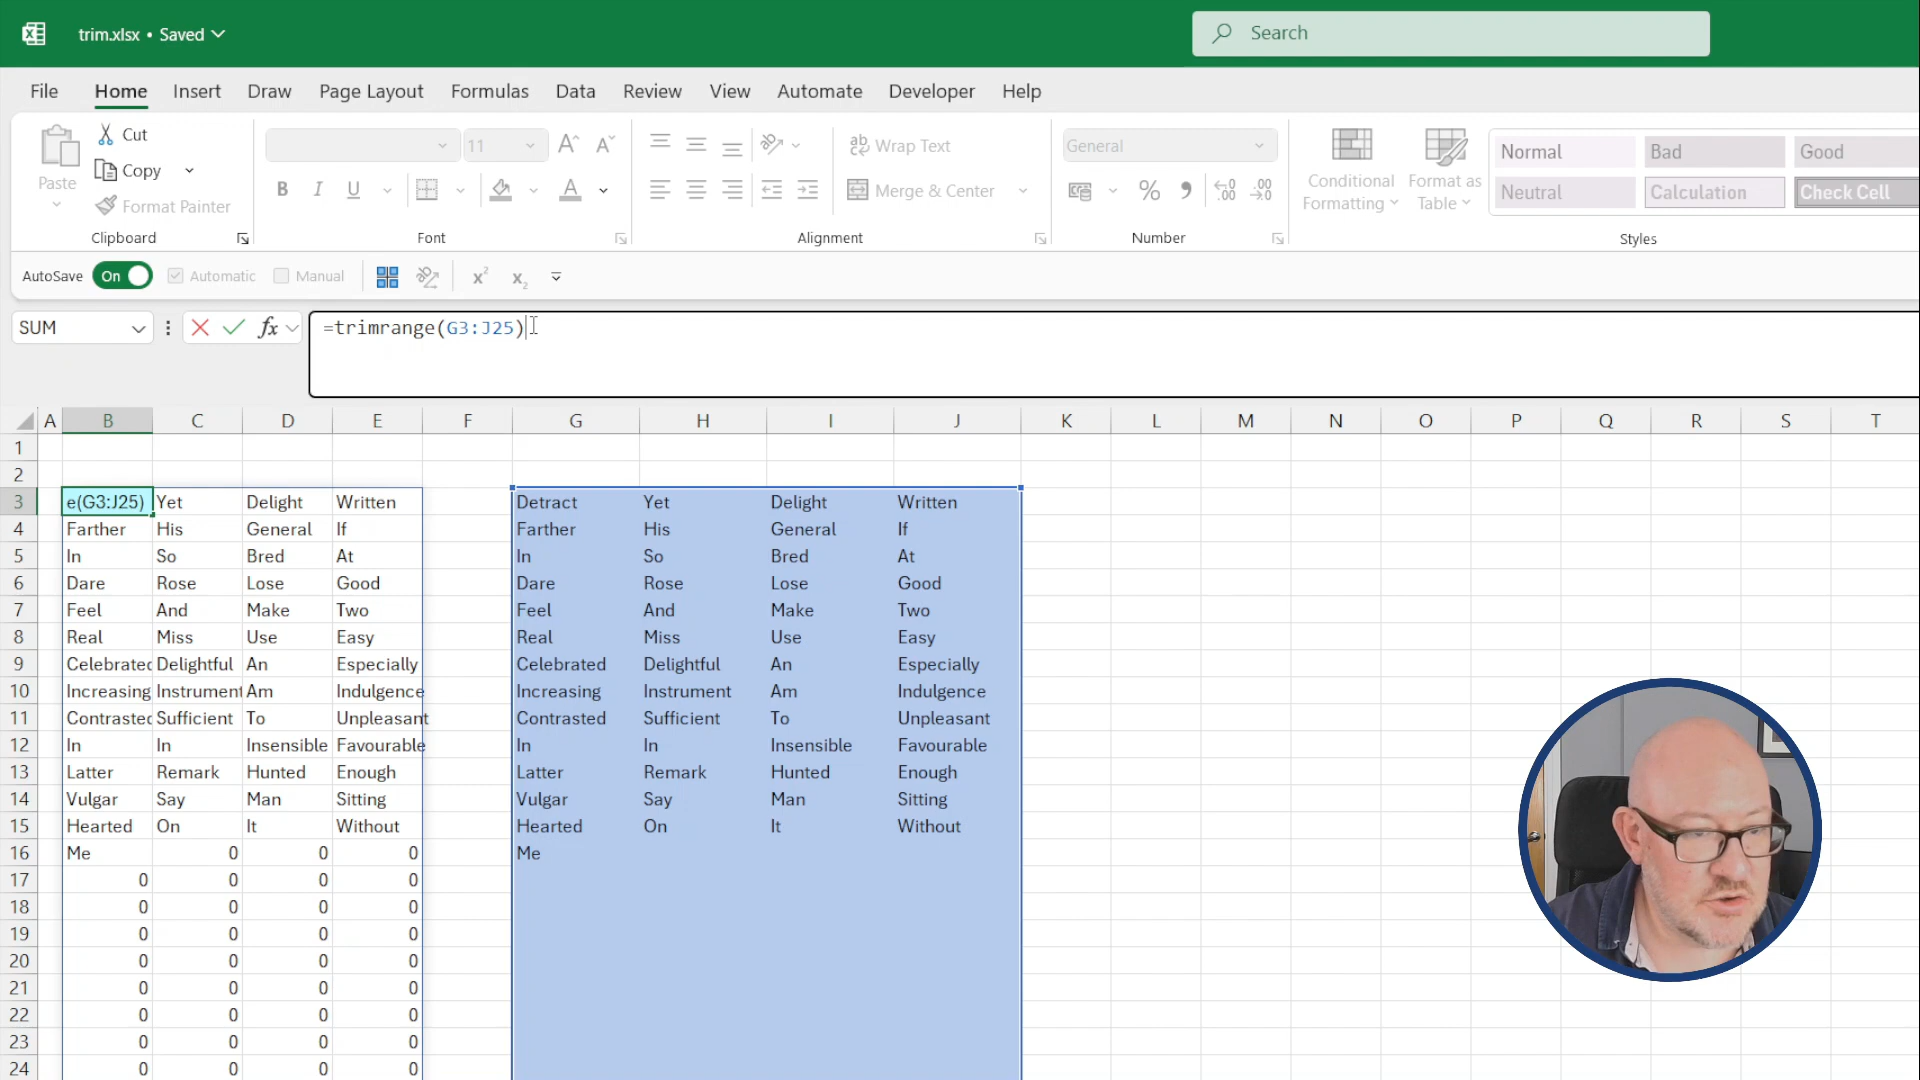 trim.xlsx • Saved
Search
File Home Insert Draw Page Layout Formulas Data Review View Automate Developer Help
Paste
Cut
Copy
Format Painter
Clipboard
11
B I U
Font
Wrap Text
Merge & Center
Alignment
General
Number
Conditional Formatting
Format as Table
Normal Bad Good
Neutral Calculation Check Cell
Styles
AutoSave On Automatic Manual
SUM
=trimrange(G3:J25)
A B C D E F G H I J K L M N O P Q R S T
1
2
3 e(G3:J25) Yet Delight Written Detract Yet Delight Written
4 Farther His General If Farther His General If
5 In So Bred At In So Bred At
6 Dare Rose Lose Good Dare Rose Lose Good
7 Feel And Make Two Feel And Make Two
8 Real Miss Use Easy Real Miss Use Easy
9 Celebrated Delightful An Especially Celebrated Delightful An Especially
10 Increasing Instrument Am Indulgence Increasing Instrument Am Indulgence
11 Contrasted Sufficient To Unpleasant Contrasted Sufficient To Unpleasant
12 In In Insensible Favourable In In Insensible Favourable
13 Latter Remark Hunted Enough Latter Remark Hunted Enough
14 Vulgar Say Man Sitting Vulgar Say Man Sitting
15 Hearted On It Without Hearted On It Without
16 Me 0 0 0 Me
17 0 0 0 0
18 0 0 0 0
19 0 0 0 0
20 0 0 0 0
21 0 0 0 0
22 0 0 0 0
23 0 0 0 0
24 0 0 0 0